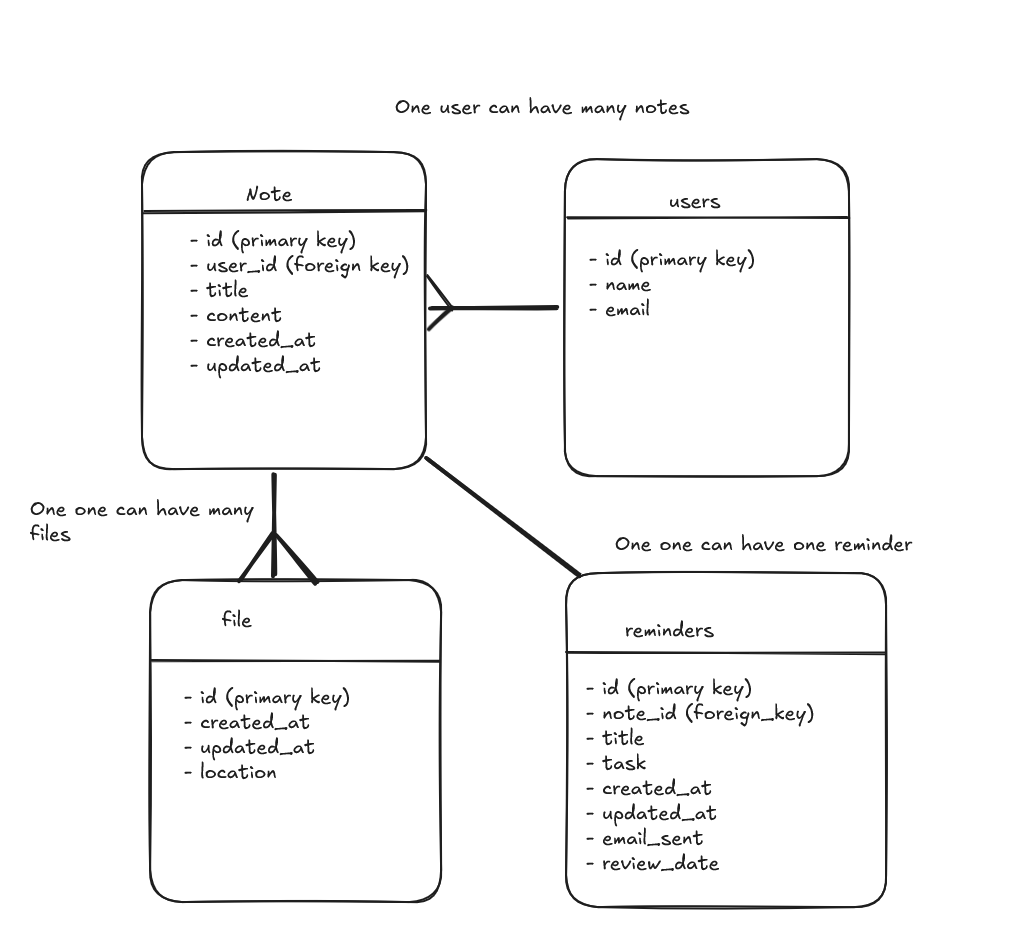 One user can have many notes
Note
- id (primary key)
- user_id (foreign key)
- title
- content
- created_at
- updated_at
users
- id (primary key)
- name
- email
One one can have many
files
file
- id (primary key)
- created_at
- updated_at
- location
One one can have one reminder
reminders
- id (primary key)
- note_id (foreign_key)
- title
- task
- created_at
- updated_at
- email_sent
- review_date